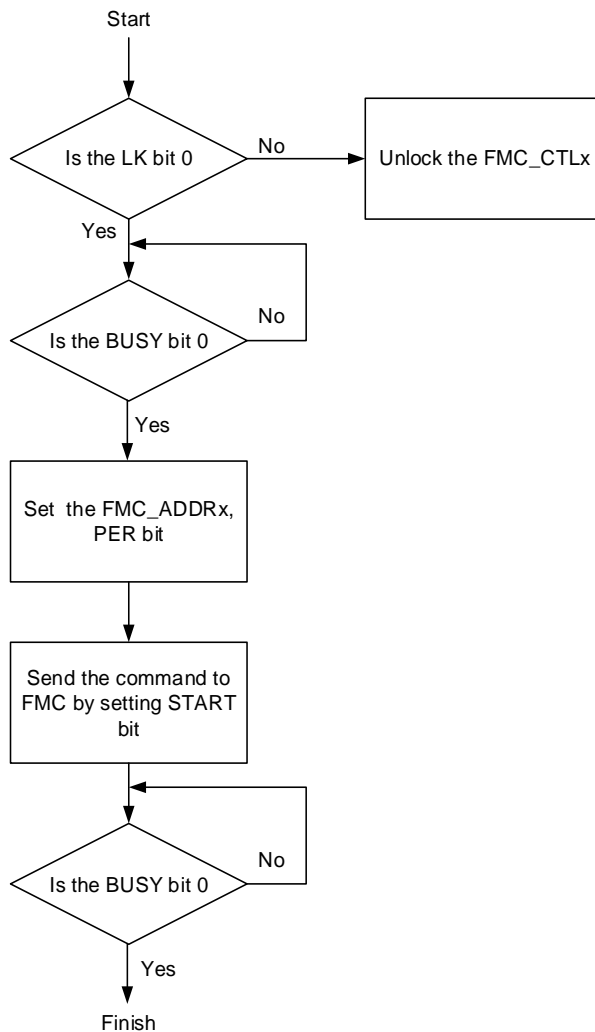 Start
Is the LK bit 0
No
Unlock the FMC_CTLx
Yes
Is the BUSY bit 0
No
Yes
Set the FMC_ADDRx,
PER bit
Send the command to
FMC by setting START
bit
Is the BUSY bit 0
No
Yes
Finish